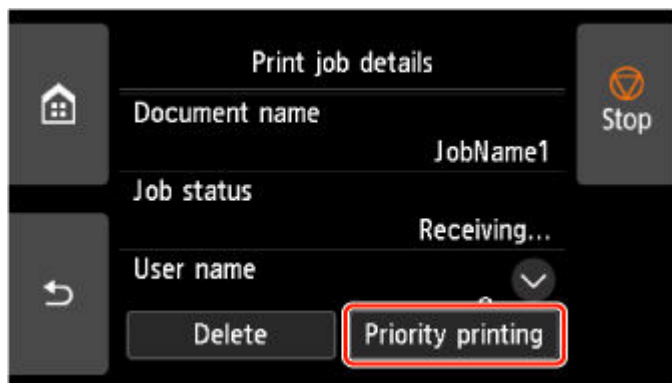 Print job details
Stop
Document name
JobName1
Job status
Receiving...
User name
Delete
Priority printing